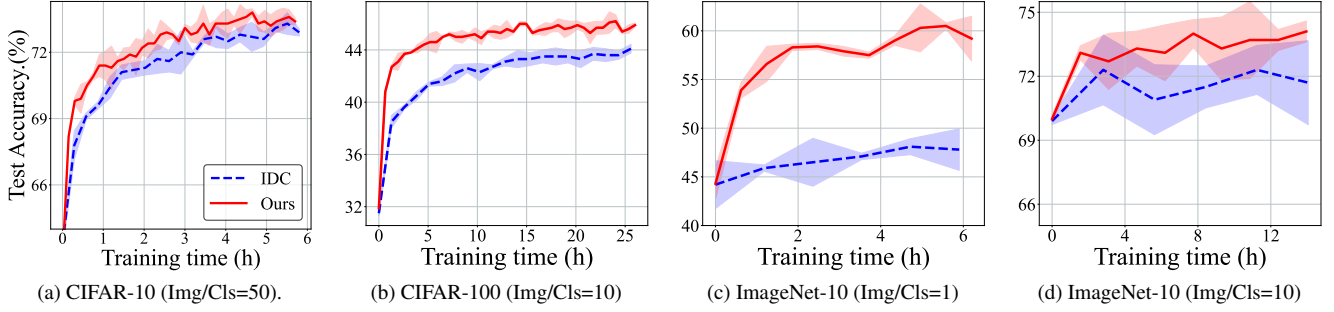 Test Accuracy.(%)
72
69
66
0 1 2 3 4 5 6
Training time (h)
IDC
Ours
(a) CIFAR-10 (Img/Cls=50).
44
40
36
32
0 5 10 15 20 25
Training time (h)
(b) CIFAR-100 (Img/Cls=10)
60
55
50
45
40
0 2 4 6
Training time (h)
(c) ImageNet-10 (Img/Cls=1)
75
72
69
66
0 4 8 12
Training time (h)
(d) ImageNet-10 (Img/Cls=10)